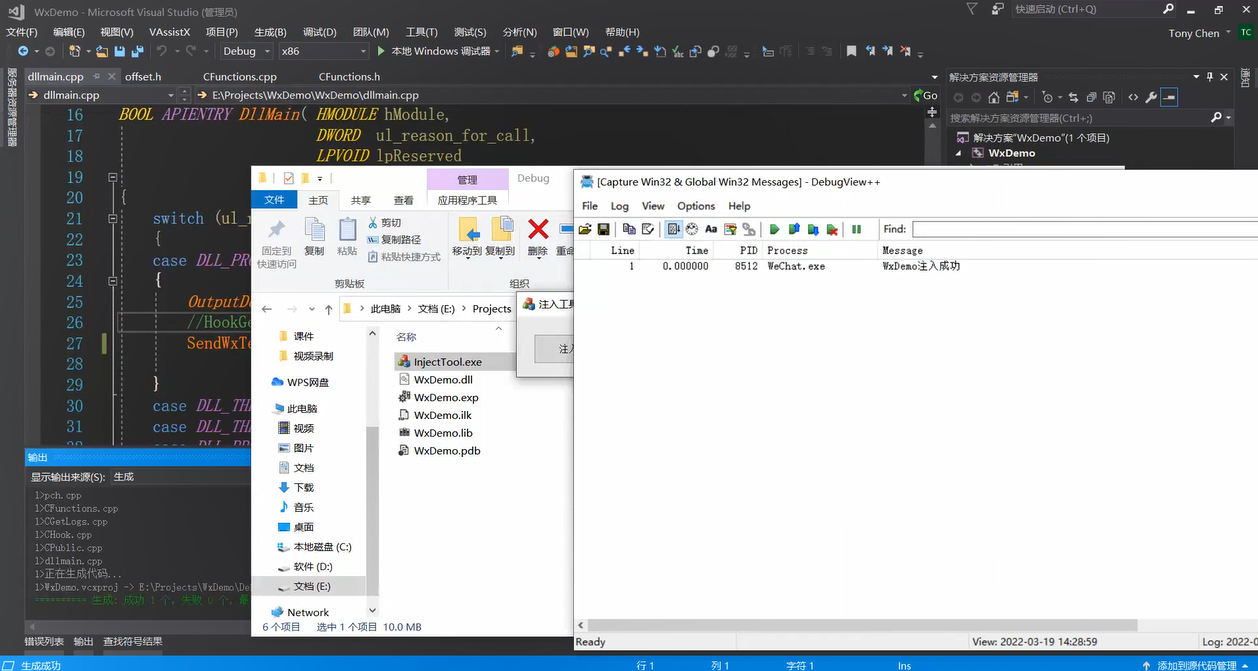 WxDemo - Microsoft Visual Studio (管理员)
快速启动 (Ctrl+Q)
文件(F) 编辑(E) 视图(V) VAssistX 项目(P) 生成(B) 调试(D) 团队(M) 工具(T) 测试(S) 分析(N) 窗口(W) 帮助(H)
Tony Chen TC
Debug x86 本地 Windows 调试器
服务器资源管理器
dllmain.cpp offset.h CFunctions.cpp CFunctions.h
dllmain.cpp E:\Projects\WxDemo\WxDemo\dllmain.cpp Go
解决方案资源管理器
通知
搜索解决方案资源管理器(Ctrl+;)
解决方案"WxDemo"(1 个项目)
WxDemo
16 BOOL APIENTRY DllMain( HMODULE hModule,
17 DWORD ul_reason_for_call,
18 LPVOID lpReserved
19
20 {
21 switch (ul_r
22 {
23 case DLL_PRO
24 {
25 OutputDe
26 //HookGe
27 SendWxTe
28
29 }
30 case DLL_THR
31 case DLL_THR
输出
显示输出来源(S): 生成
1>pch.cpp
1>CFunctions.cpp
1>CGetLogs.cpp
1>CHook.cpp
1>CPublic.cpp
1>dllmain.cpp
1>正在生成代码...
1>WxDemo.vcxproj -> E:\Projects\WxDemo\De
========== 生成: 成功 1 个，失败 0 个，最
错误列表 输出 查找符号结果
生成成功
行 1 列 1 字符 1 Ins
添加到源代码管理
管理 Debug
文件 主页 共享 查看 应用程序工具
固定到快速访问
复制
粘贴
剪切
复制路径
粘贴快捷方式
剪贴板
移动到 复制到 删除 重命
组织
此电脑 > 文档 (E:) > Projects
课件
视频录制
WPS网盘
此电脑
视频
图片
文档
下载
音乐
桌面
本地磁盘 (C:)
软件 (D:)
文档 (E:)
Network
名称
InjectTool.exe
WxDemo.dll
WxDemo.exp
WxDemo.ilk
WxDemo.lib
WxDemo.pdb
6 个项目 选中 1 个项目 10.0 MB
注入工具
注入
[Capture Win32 & Global Win32 Messages] - DebugView++
File Log View Options Help
Aa Find:
Line Time PID Process Message
1 0.000000 8512 WeChat.exe WxDemo注入成功
Ready View: 2022-03-19 14:28:59 Log: 2022-0